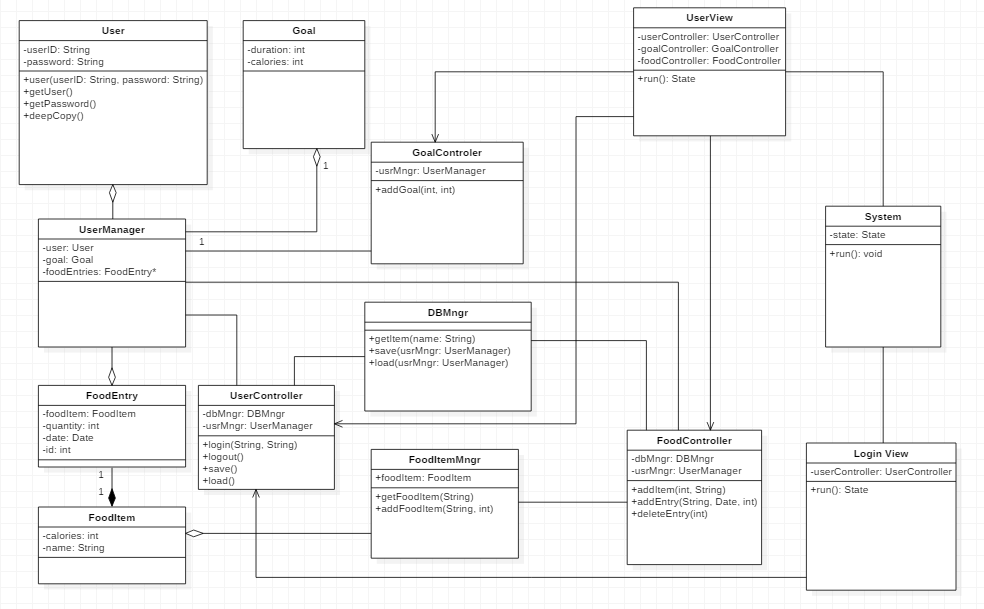 User
-userID: String
-password: String
+user(userID: String, password: String)
+getUser()
+getPassword()
+deepCopy()
Goal
-duration: int
-calories: int
1
UserView
-userController: UserController
-goalController: GoalController
-foodController: FoodController
+run(): State
GoalControler
-usrMngr: UserManager
+addGoal(int, int)
UserManager
-user: User
-goal: Goal
-foodEntries: FoodEntry*
1
System
-state: State
+run(): void
DBMngr
+getItem(name: String)
+save(usrMngr: UserManager)
+load(usrMngr: UserManager)
FoodEntry
-foodItem: FoodItem
-quantity: int
-date: Date
-id: int
1
1
UserController
-dbMngr: DBMngr
-usrMngr: UserManager
+login(String, String)
+logout()
+save()
+load()
FoodItemMngr
+foodItem: FoodItem
+getFoodItem(String)
+addFoodItem(String, int)
FoodController
-dbMngr: DBMngr
-usrMngr: UserManager
+addItem(int, String)
+addEntry(String, Date, int)
+deleteEntry(int)
Login View
-userController: UserController
+run(): State
FoodItem
-calories: int
-name: String